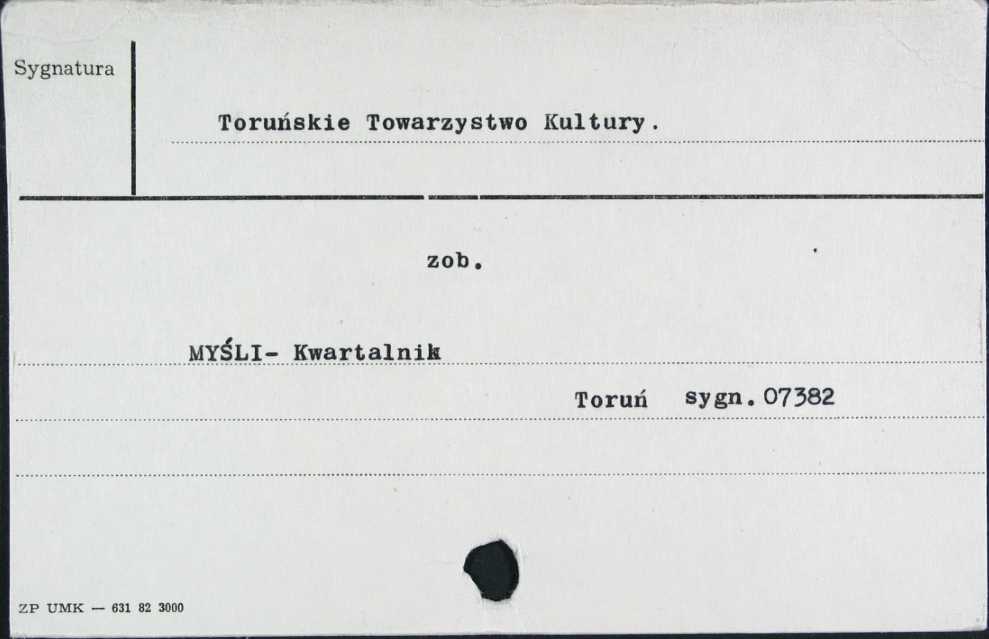 Sygnatura
Toruńskie Towarzystwo Kultury.
zob.
MYŚLI- Kwartalnik
Toruń sygn. 07382
ZP UMK — 631 82 3000